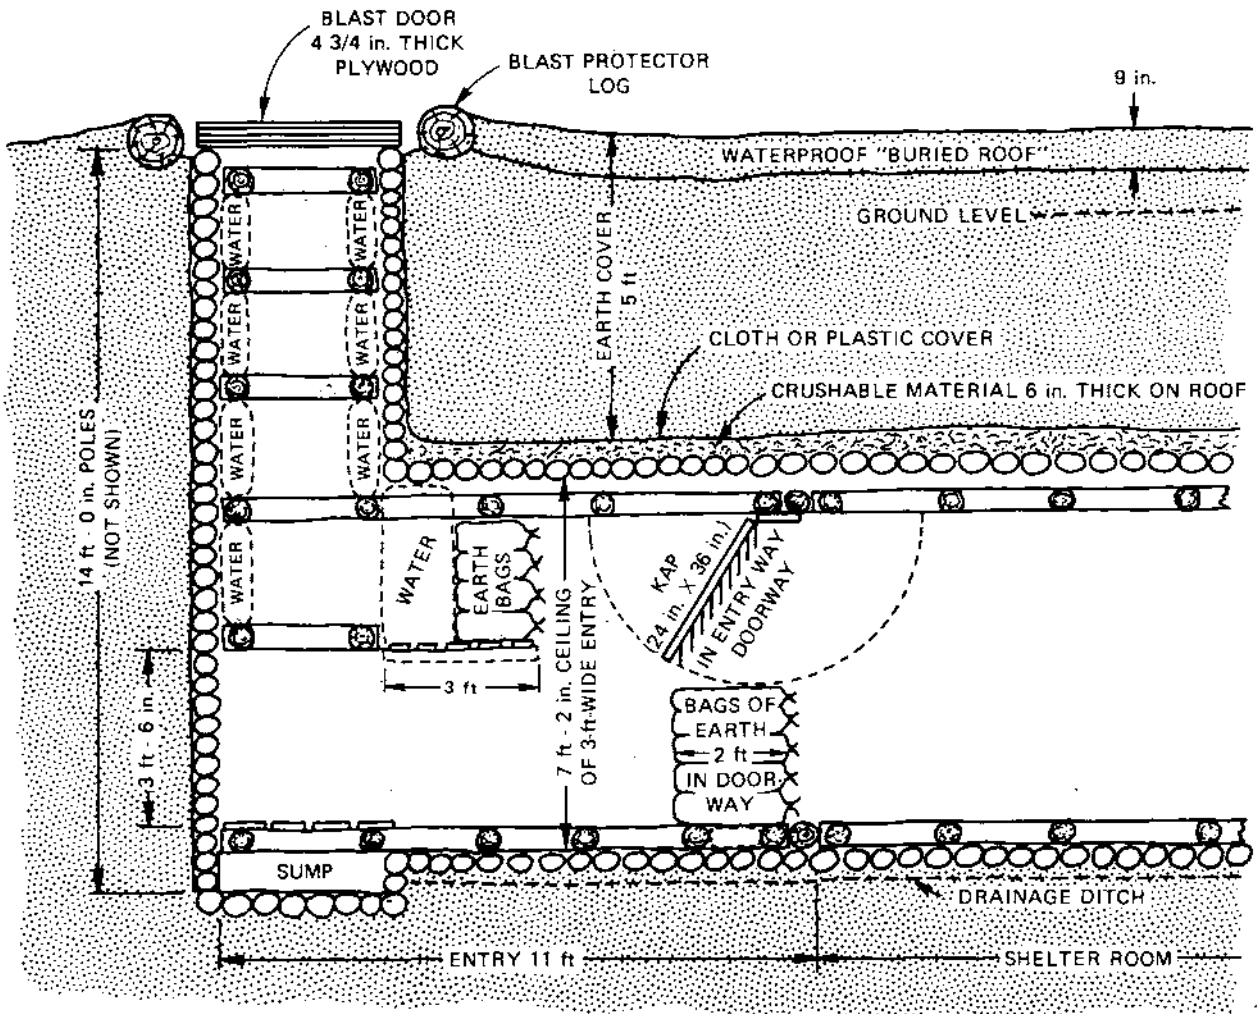 BLAST DOOR
4 3/4 in. THICK
PLYWOOD
BLAST PROTECTOR
LOG
9 in.
WATERPROOF "BURIED ROOF"
GROUND LEVEL
EARTH COVER
5 ft
CLOTH OR PLASTIC COVER
CRUSHABLE MATERIAL 6 in. THICK ON ROOF
WATER
WATER
WATER
WATER
WATER
WATER
WATER
14 ft 0 in. POLES
(NOT SHOWN)
WATER
EARTH
BAGS
3 ft
3 ft - 6 in.
7 ft - 2 in. CEILING
OF 3-ft-WIDE ENTRY
KAP
(24 in. X 36 in.)
IN ENTRY WAY
DOORWAY
BAGS OF
EARTH
2 ft
IN DOOR-
WAY
SUMP
DRAINAGE DITCH
ENTRY 11 ft
SHELTER ROOM